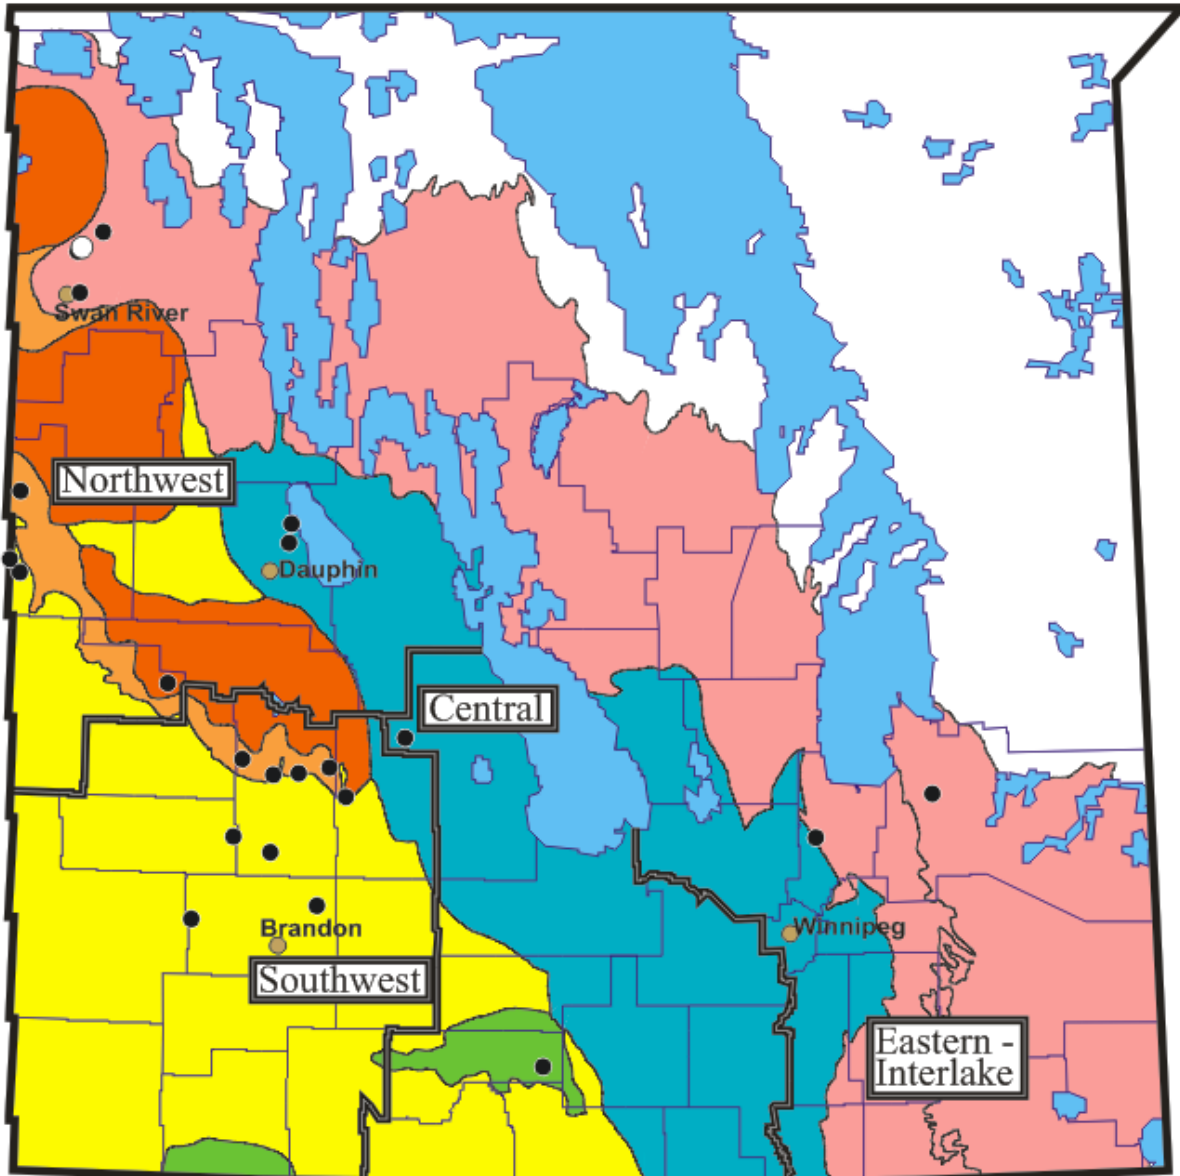 Swan River
Northwest
Dauphin
Central
Brandon
Winnipeg
Southwest
Eastern -
Interlake